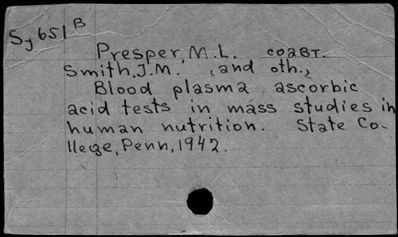 Sj 651 B
Presper, M.L. соавт.
Smith, J.M. , and oth.,
Blood plasma ascorbic
acid tests in mass studies in
human nutrition. State Co-
llege, Penn, 1942.